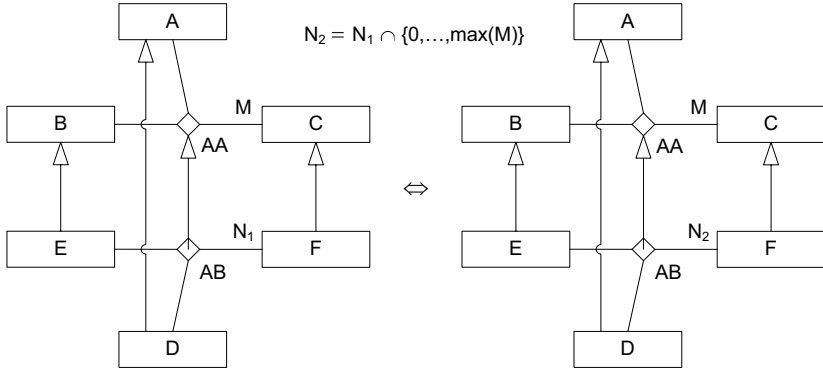 A
N₂ = N₁ ∩ {0,…,max(M)}
A
B
M
C
B
M
C
AA
AA
⇔
E
N₁
F
E
N₂
F
AB
AB
D
D